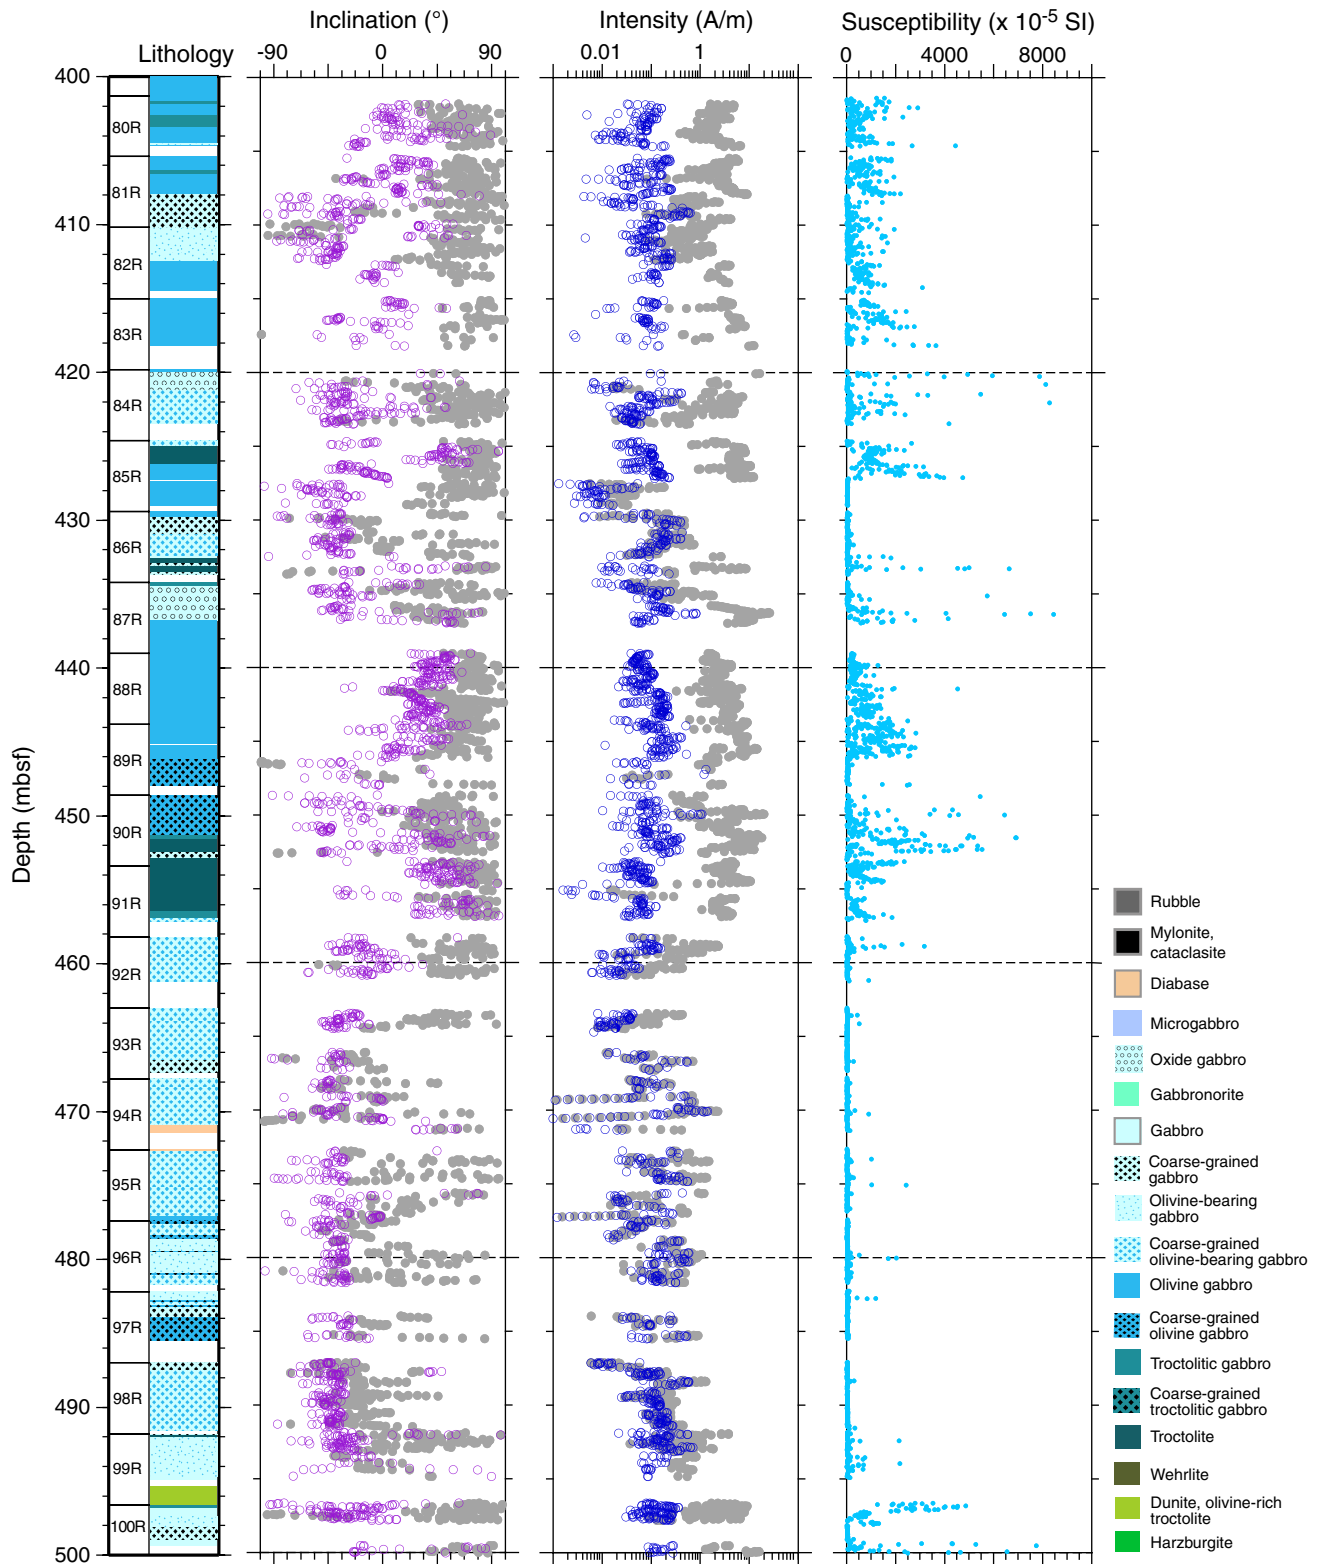 Inclination (°) Intensity (A/m) Susceptibility (x 10⁻⁵ SI)
Lithology -90 0 90 0.01 1 0 4000 8000
400
80R
81R
410
82R
83R
420
84R
85R
430
86R
87R
440
88R
89R
450
90R
91R
460
92R
93R
470
94R
95R
480
96R
97R
490
98R
99R
100R
500
Depth (mbsf)
Rubble
Mylonite,
cataclasite
Diabase
Microgabbro
Oxide gabbro
Gabbronorite
Gabbro
Coarse-grained
gabbro
Olivine-bearing
gabbro
Coarse-grained
olivine-bearing gabbro
Olivine gabbro
Coarse-grained
olivine gabbro
Troctolitic gabbro
Coarse-grained
troctolitic gabbro
Troctolite
Wehrlite
Dunite, olivine-rich
troctolite
Harzburgite